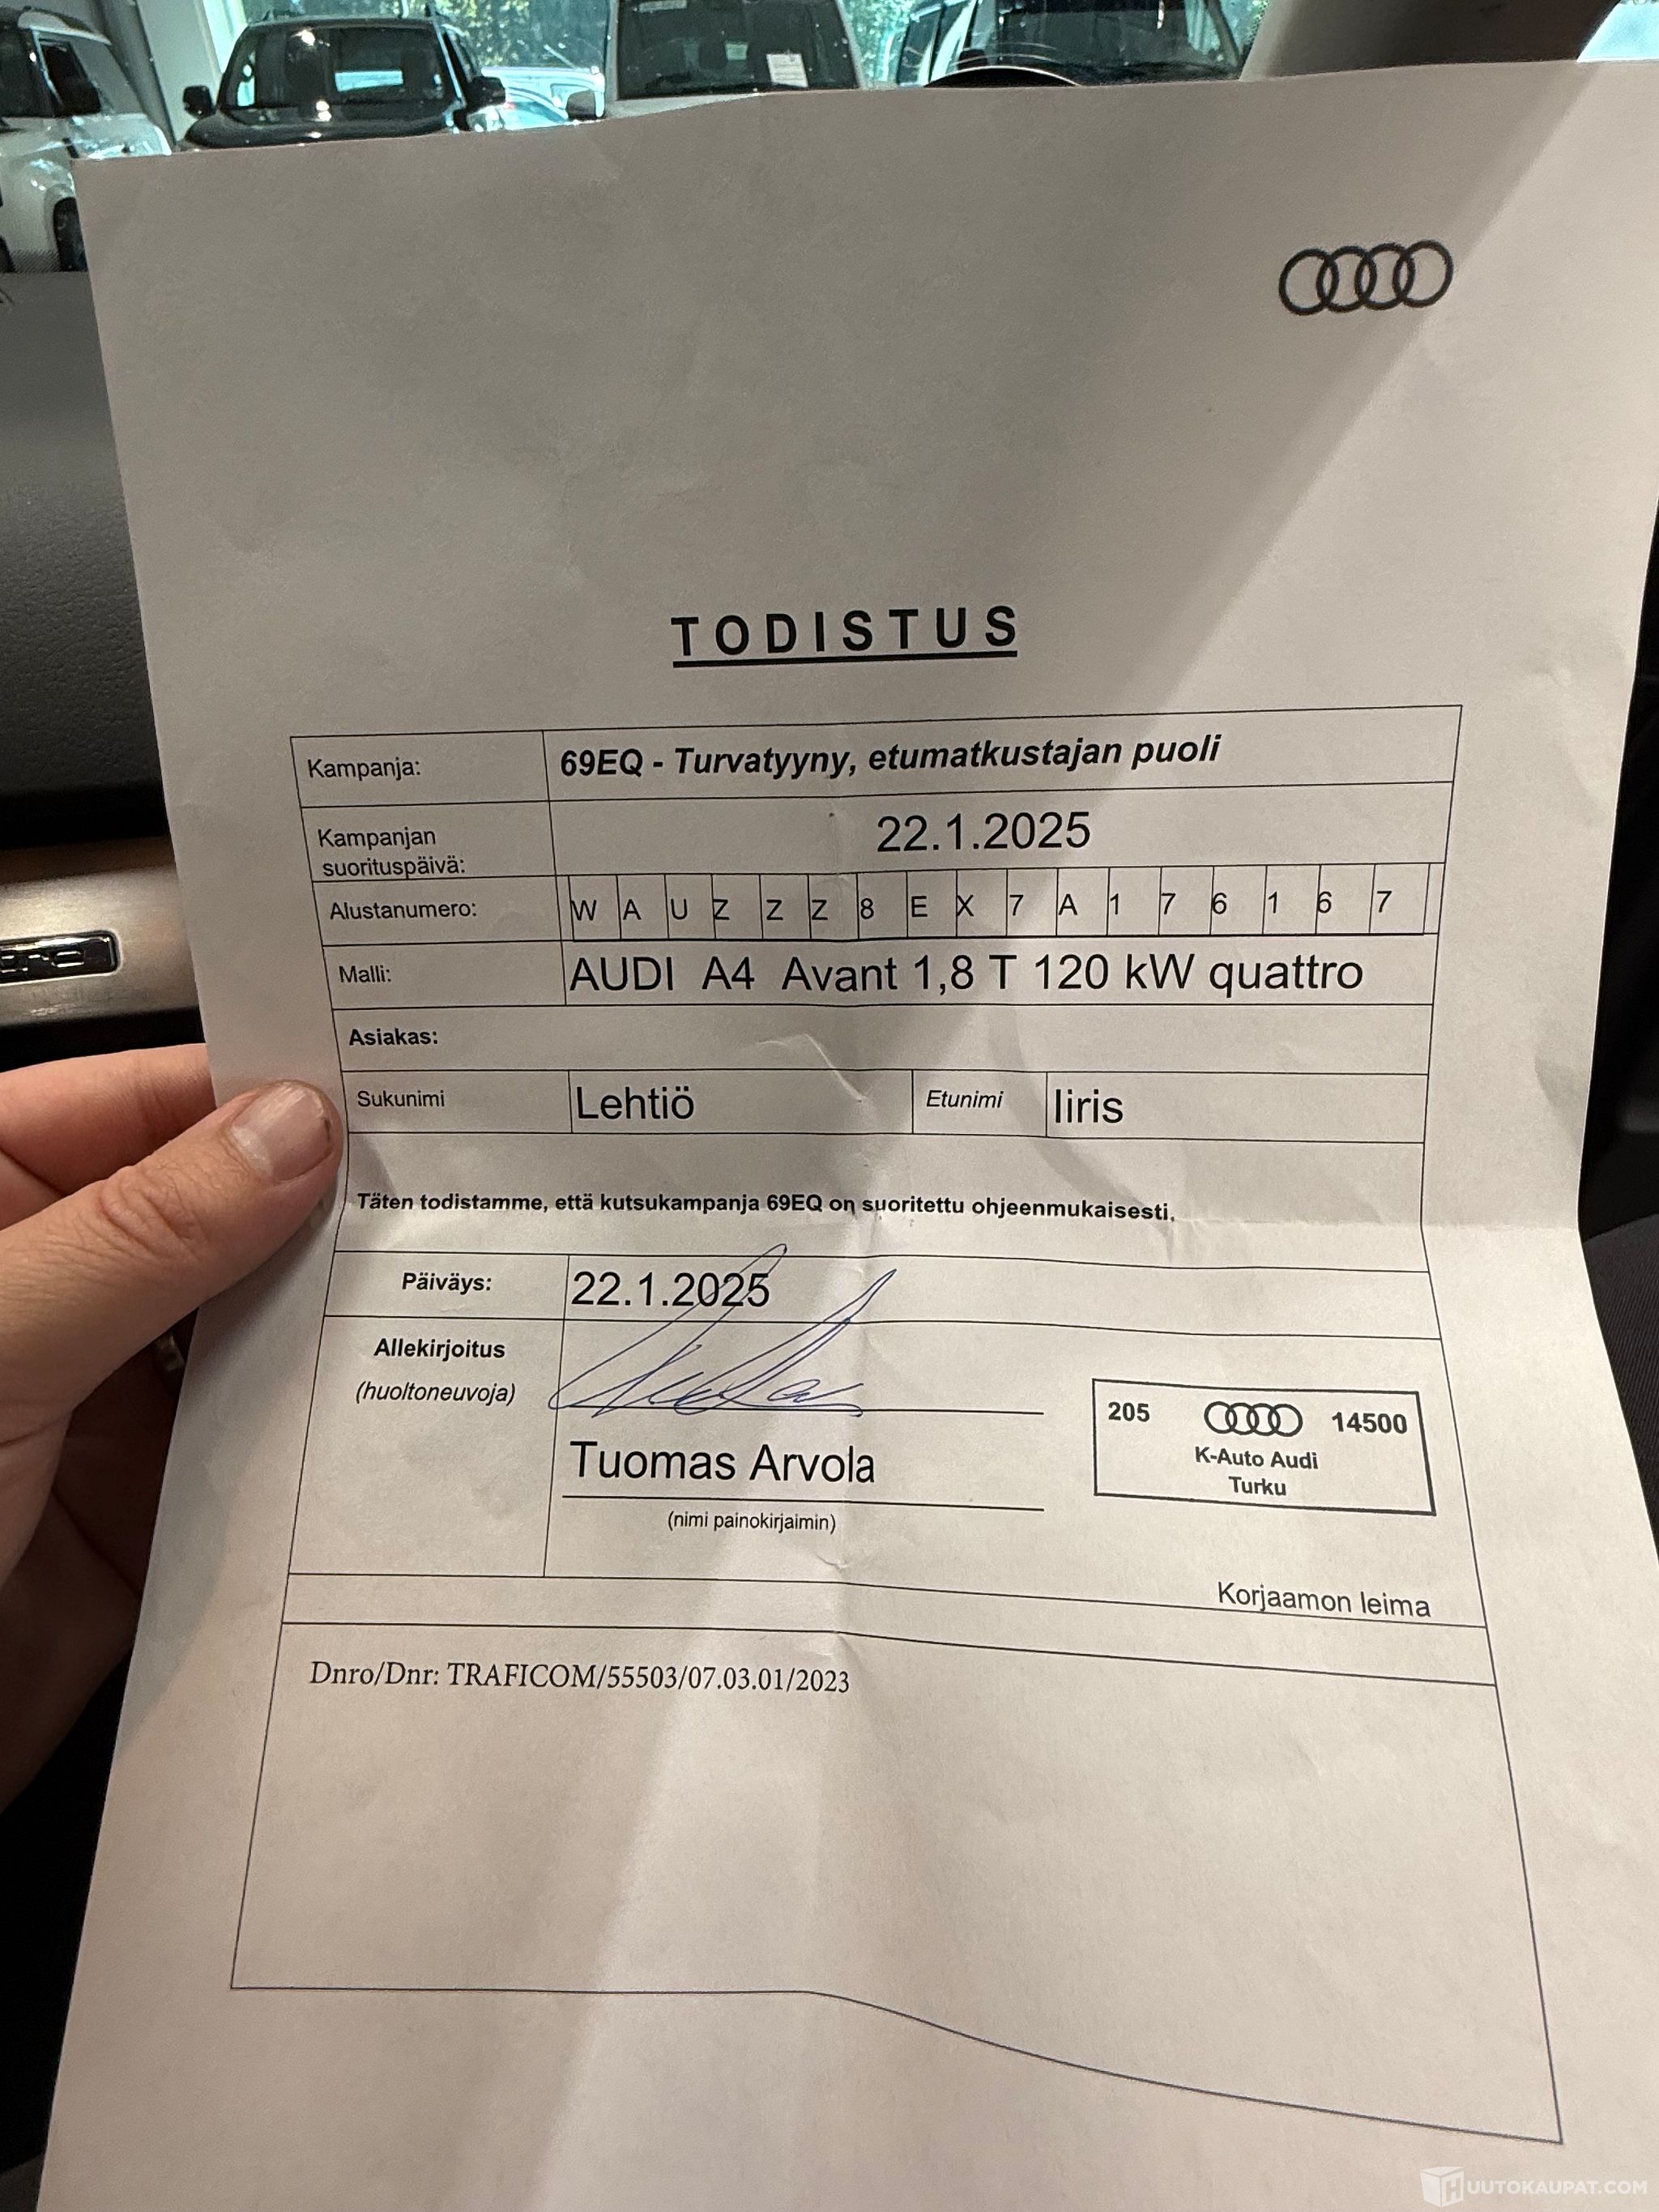 TODISTUS
Kampanja: 69EQ - Turvatyyny, etumatkustajan puoli
Kampanjan
suorituspäivä: 22.1.2025
Alustanumero: W A U Z Z Z 8 E X 7 A 1 7 6 1 6 7
Malli: AUDI A4 Avant 1,8 T 120 kW quattro
Asiakas:
Sukunimi Lehtiö Etunimi Iiris
Täten todistamme, että kutsukampanja 69EQ on suoritettu ohjeenmukaisesti.
Päiväys: 22.1.2025
Allekirjoitus
(huoltoneuvoja)
Tuomas Arvola
(nimi painokirjaimin)
205 14500
K-Auto Audi
Turku
Korjaamon leima
Dnro/Dnr: TRAFICOM/55503/07.03.01/2023
HUUTOKAUPAT.COM